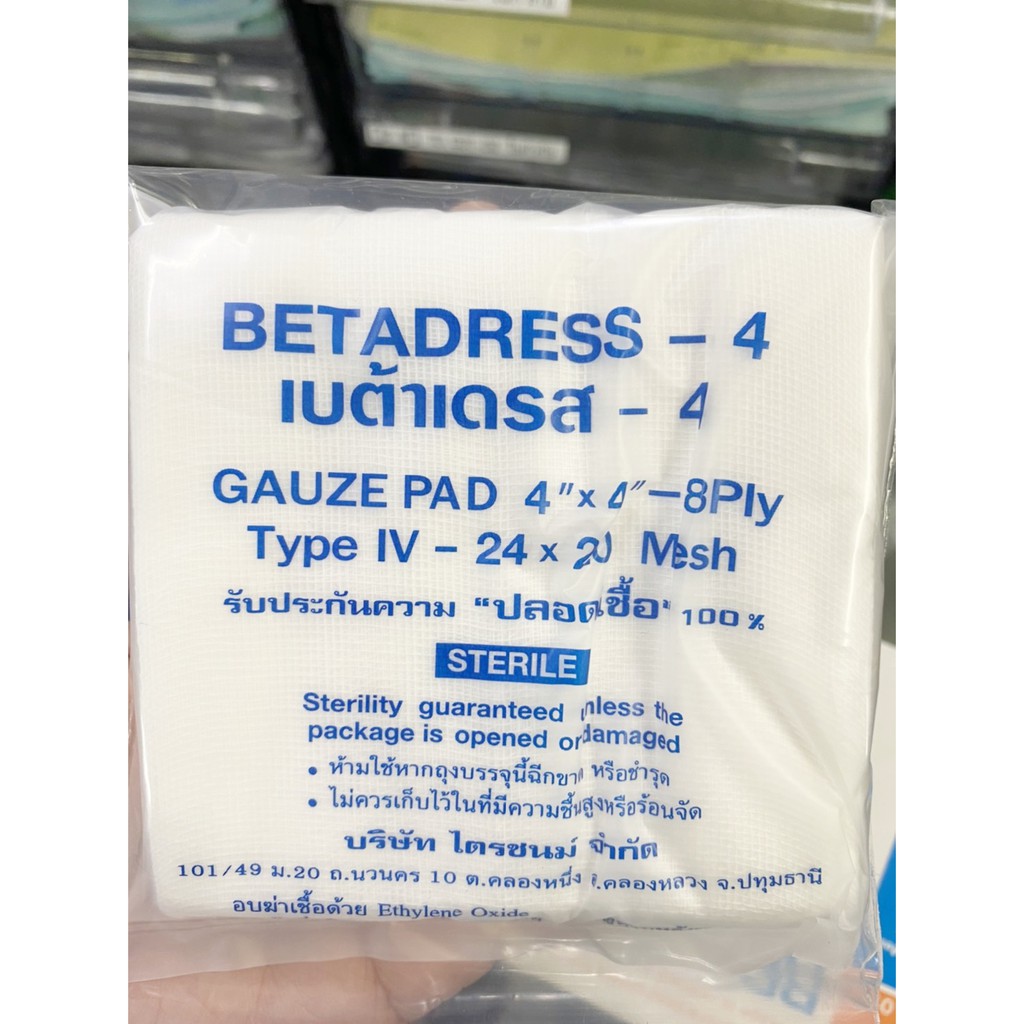 BETADRESS – 4
เบต้าเดรส – 4
GAUZE PAD 4" x 4"–8Ply
Type IV – 24 x 20 Mesh
รับประกันความ "ปลอดเชื้อ" 100 %
STERILE
Sterility guaranteed unless the
package is opened or damaged
• ห้ามใช้หากถุงบรรจุนี้ฉีกขาด หรือชำรุด
• ไม่ควรเก็บไว้ในที่มีความชื้นสูงหรือร้อนจัด
บริษัท ไตรชนม์ จำกัด
101/49 ม.20 ถ.นวนคร 10 ต.คลองหนึ่ง อ.คลองหลวง จ.ปทุมธานี
อบฆ่าเชื้อด้วย Ethylene Oxide